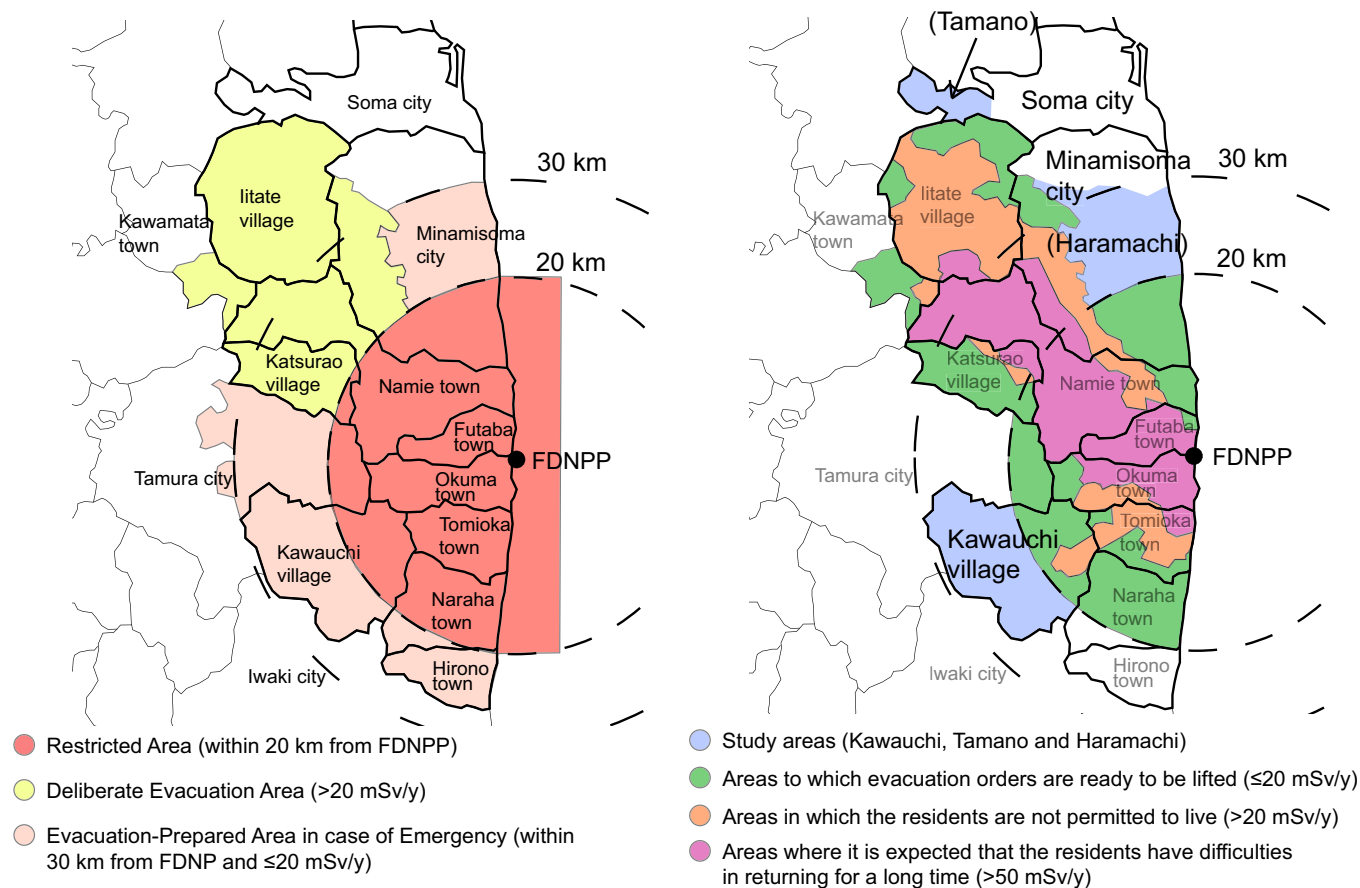 Soma city
30 km
Iitate
village
Kawamata
town
Minamisoma
city
20 km
Katsurao
village
Namie town
Futaba
town
FDNPP
Tamura city
Okuma
town
Tomioka
town
Kawauchi
village
Naraha
town
Iwaki city
Hirono
town
Restricted Area (within 20 km from FDNPP)
Deliberate Evacuation Area (>20 mSv/y)
Evacuation-Prepared Area in case of Emergency (within
30 km from FDNP and ≤20 mSv/y)
(Tamano)
Soma city
Minamisoma
city
30 km
Iitate
village
Kawamata
town
(Haramachi)
20 km
Katsurao
village
Namie town
Futaba
town
FDNPP
Tamura city
Okuma
town
Tomioka
town
Kawauchi
village
Naraha
town
Iwaki city
Hirono
town
Study areas (Kawauchi, Tamano and Haramachi)
Areas to which evacuation orders are ready to be lifted (≤20 mSv/y)
Areas in which the residents are not permitted to live (>20 mSv/y)
Areas where it is expected that the residents have difficulties
in returning for a long time (>50 mSv/y)